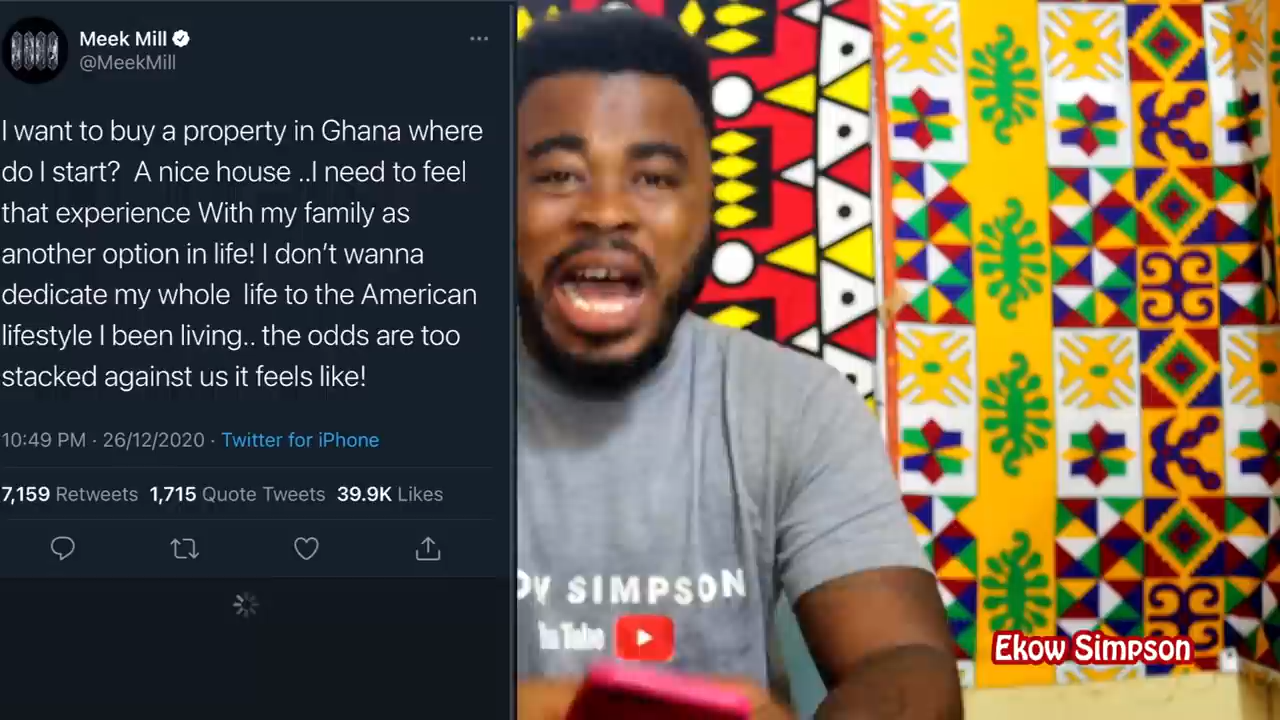 Meek Mill
@MeekMill
I want to buy a property in Ghana where
do I start?  A nice house ..I need to feel
that experience With my family as
another option in life! I don’t wanna
dedicate my whole  life to the American
lifestyle I been living.. the odds are too
stacked against us it feels like!
10:49 PM · 26/12/2020 · Twitter for iPhone
7,159 Retweets 1,715 Quote Tweets 39.9K Likes
OW SIMPSON
YouTube
Ekow Simpson